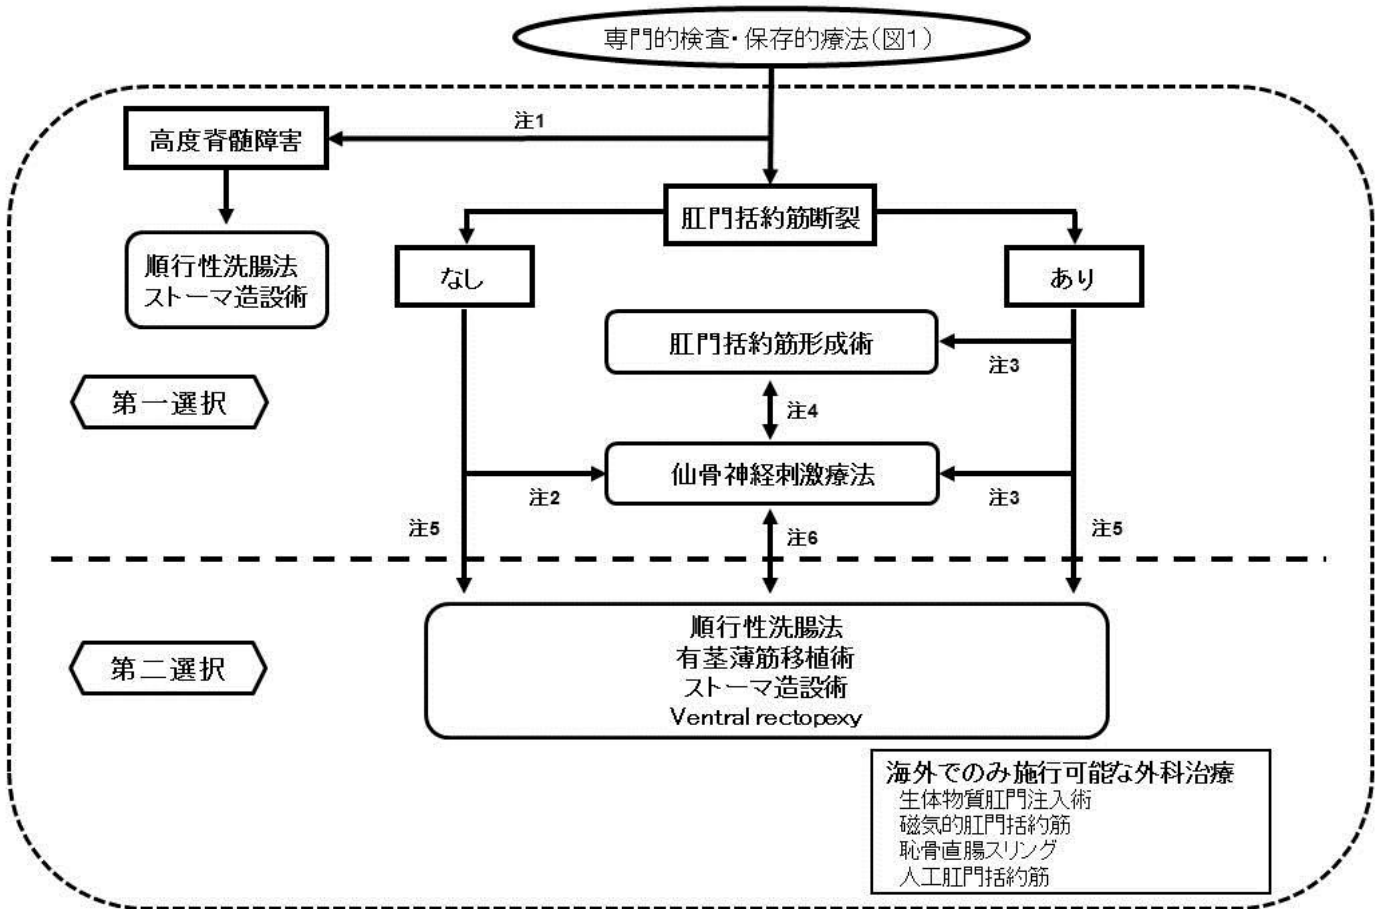 専門的検査・保存的療法(図1)
注1
高度脊髄障害
肛門括約筋断裂
順行性洗腸法
ストーマ造設術
なし
あり
肛門括約筋形成術
注3
第一選択
注4
仙骨神経刺激療法
注2
注3
注5
注6
注5
順行性洗腸法
有茎薄筋移植術
ストーマ造設術
Ventral rectopexy
第二選択
海外でのみ施行可能な外科治療
生体物質肛門注入術
磁気的肛門括約筋
恥骨直腸スリング
人工肛門括約筋